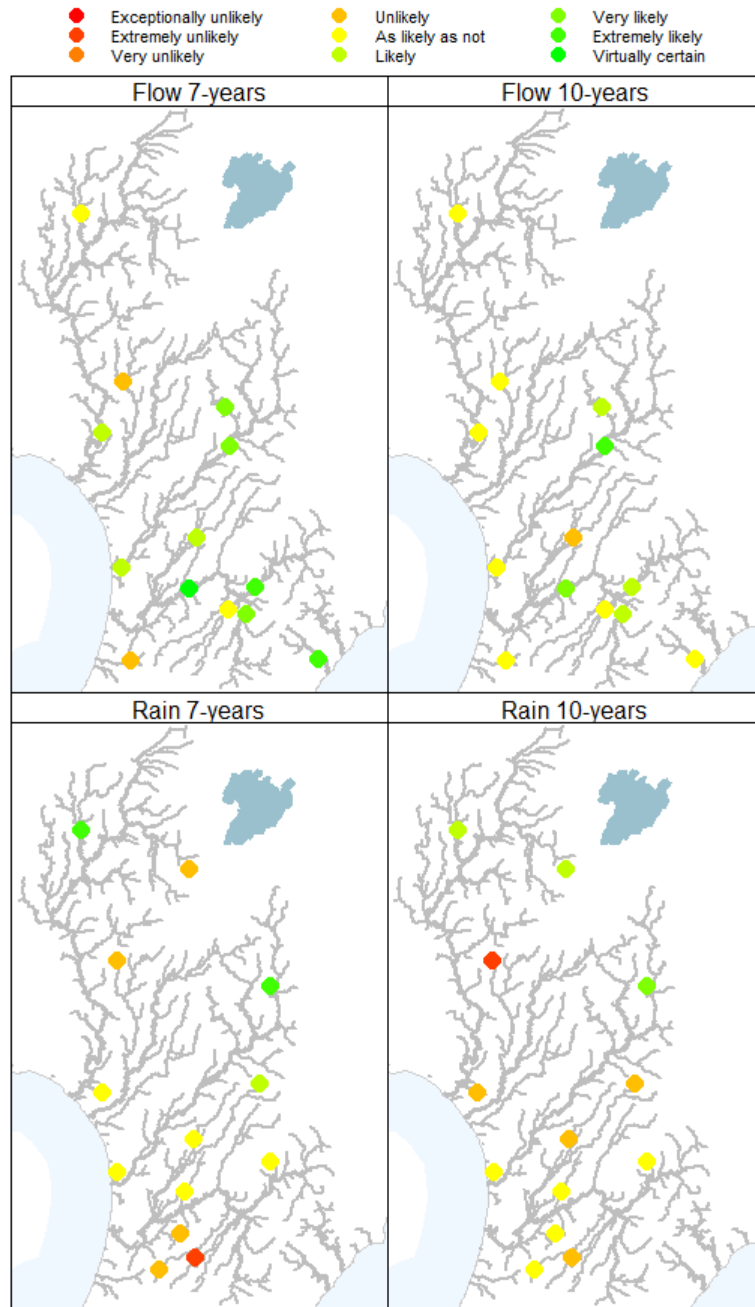 Exceptionally unlikely Unlikely Very likely
Extremely unlikely As likely as not Extremely likely
Very unlikely Likely Virtually certain
Flow 7-years Flow 10-years
Rain 7-years Rain 10-years